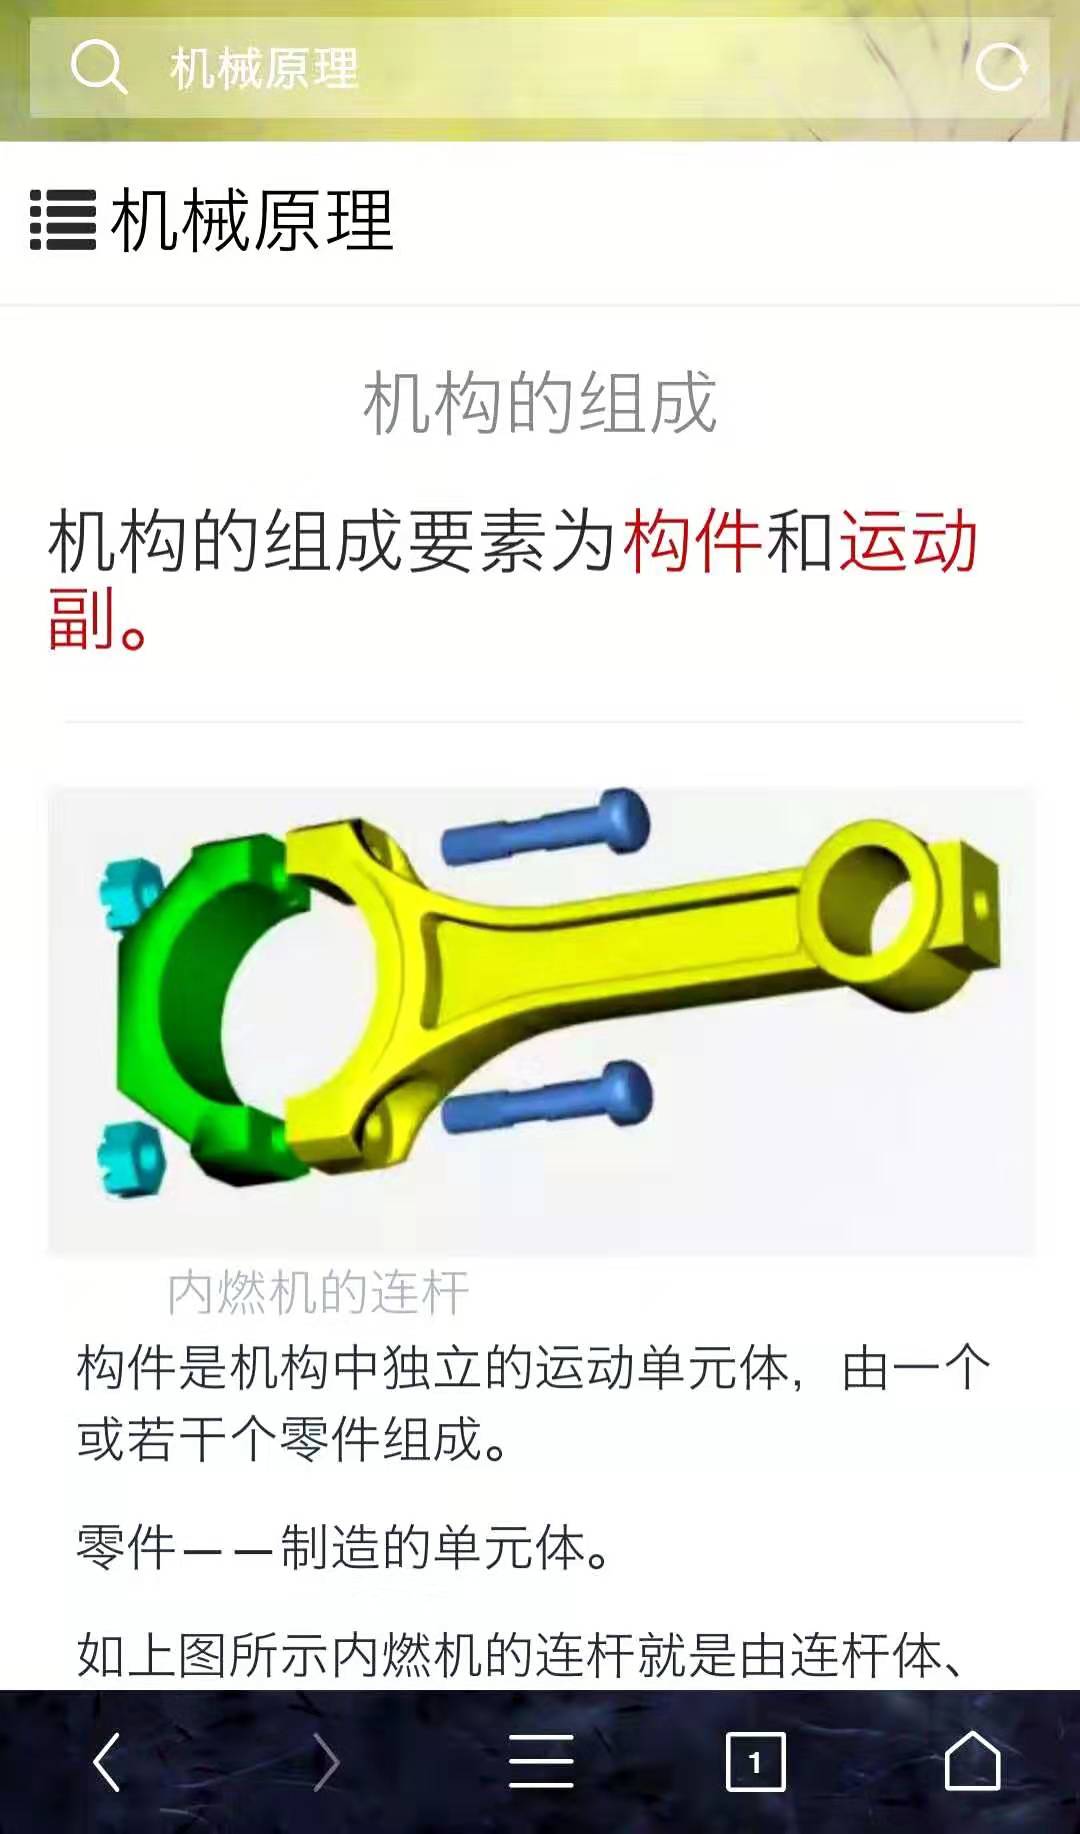 机械原理
机械原理
机构的组成
机构的组成要素为构件和运动
副。
内燃机的连杆
构件是机构中独立的运动单元体，由一个
或若干个零件组成。
零件——制造的单元体。
如上图所示内燃机的连杆就是由连杆体、
1